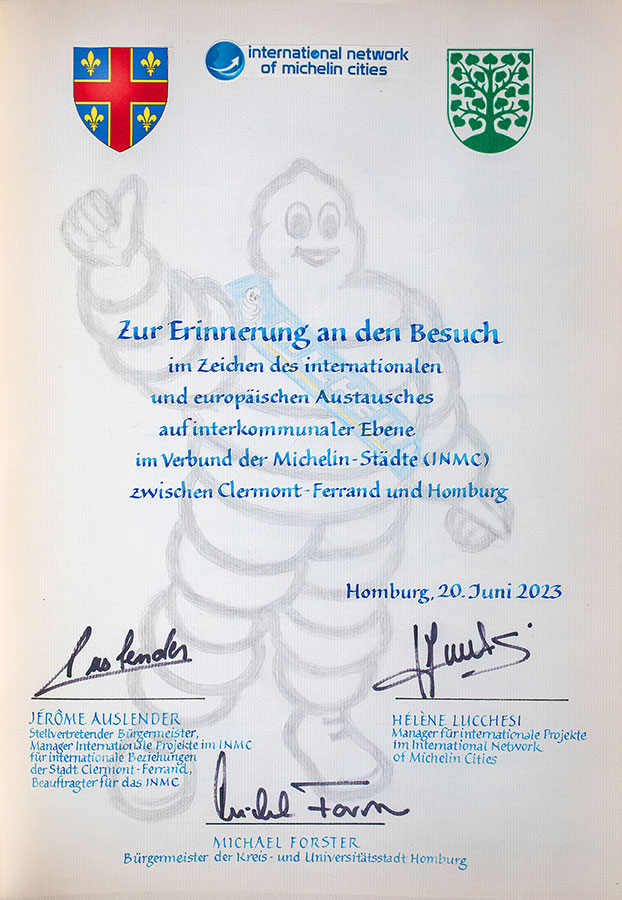 international network
of michelin cities
Zur Erinnerung an den Besuch
im Zeichen des internationalen
und europäischen Austausches
auf interkommunaler Ebene
im Verbund der Michelin-Städte (INMC)
zwischen Clermont-Ferrand und Homburg
Homburg, 20. Juni 2023
Auslender
JÉRÔME AUSLENDER
Stellvertretender Bürgermeister,
Manager Internationale Projekte im INMC
für internationale Beziehungen
der Stadt Clermont-Ferrand,
Beauftragter für das INMC
HÉLÈNE LUCCHESI
Manager für internationale Projekte
im International Network
of Michelin Cities
MICHAEL FORSTER
Bürgermeister der Kreis- und Universitätsstadt Homburg